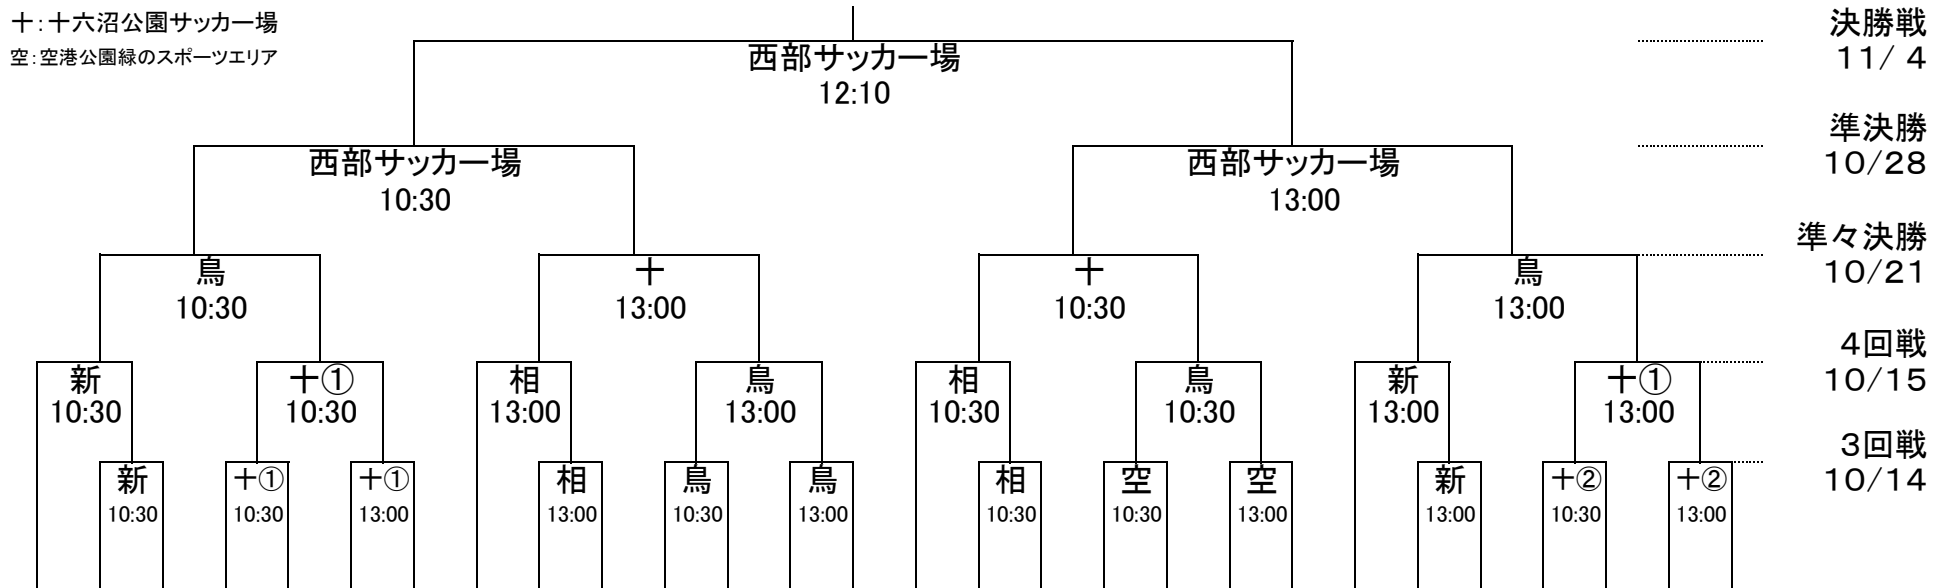 十：十六沼公園サッカー場
空：空港公園緑のスポーツエリア
決勝戦
11/ 4
西部サッカー場
12:10
準決勝
10/28
西部サッカー場
10:30
西部サッカー場
13:00
準々決勝
10/21
鳥
10:30
十
13:00
十
10:30
鳥
13:00
4回戦
10/15
新
10:30
十①
10:30
相
13:00
鳥
13:00
相
10:30
鳥
10:30
新
13:00
十①
13:00
3回戦
10/14
新
10:30
十①
10:30
十①
13:00
相
13:00
鳥
10:30
鳥
13:00
相
10:30
空
10:30
空
13:00
新
13:00
十②
10:30
十②
13:00